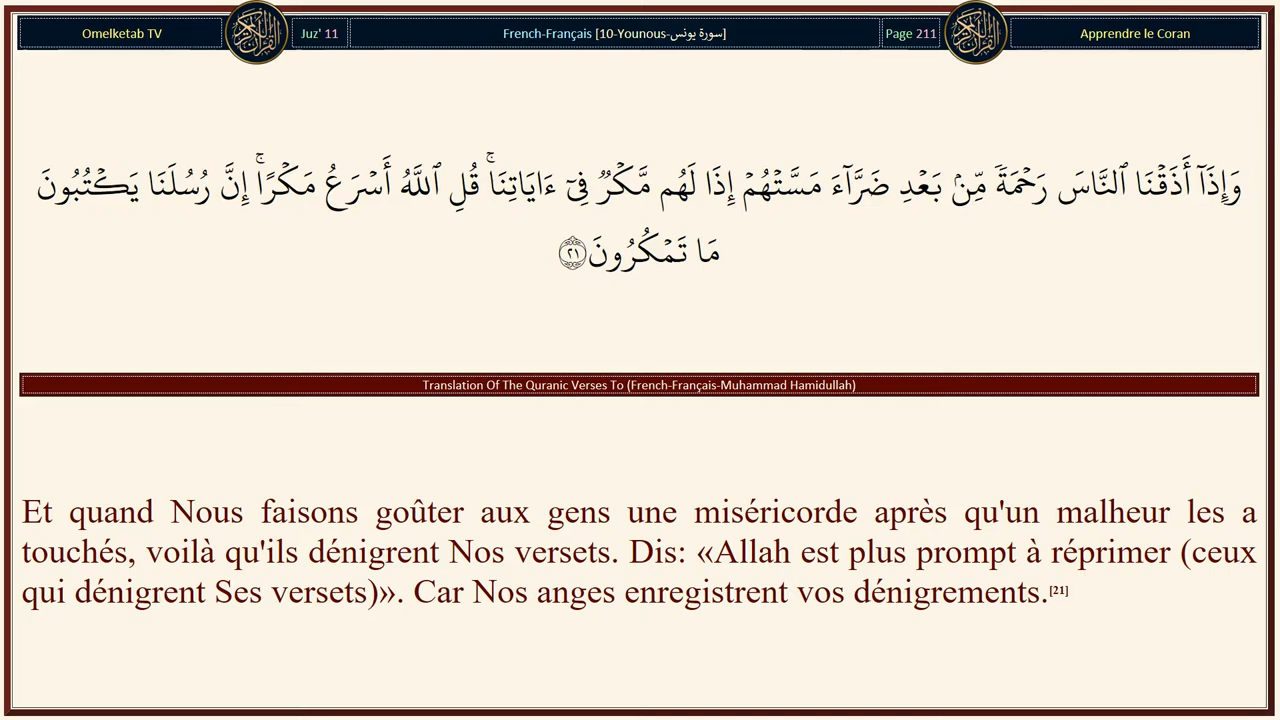 Omelketab TV
Juz' 11
French-Français [10-Younous-سورة يونس]
Page 211
Apprendre le Coran
وَإِذَآ أَذَقۡنَا ٱلنَّاسَ رَحۡمَةٗ مِّنۢ بَعۡدِ ضَرَّآءَ مَسَّتۡهُمۡ إِذَا لَهُم مَّكۡرٞ فِيٓ ءَايَاتِنَاۚ قُلِ ٱللَّهُ أَسۡرَعُ مَكۡرًاۚ إِنَّ رُسُلَنَا يَكۡتُبُونَ
مَا تَمۡكُرُونَ ٢١
Translation Of The Quranic Verses To (French-Français-Muhammad Hamidullah)
Et quand Nous faisons goûter aux gens une miséricorde après qu'un malheur les a
touchés, voilà qu'ils dénigrent Nos versets. Dis: «Allah est plus prompt à réprimer (ceux
qui dénigrent Ses versets)». Car Nos anges enregistrent vos dénigrements.[21]